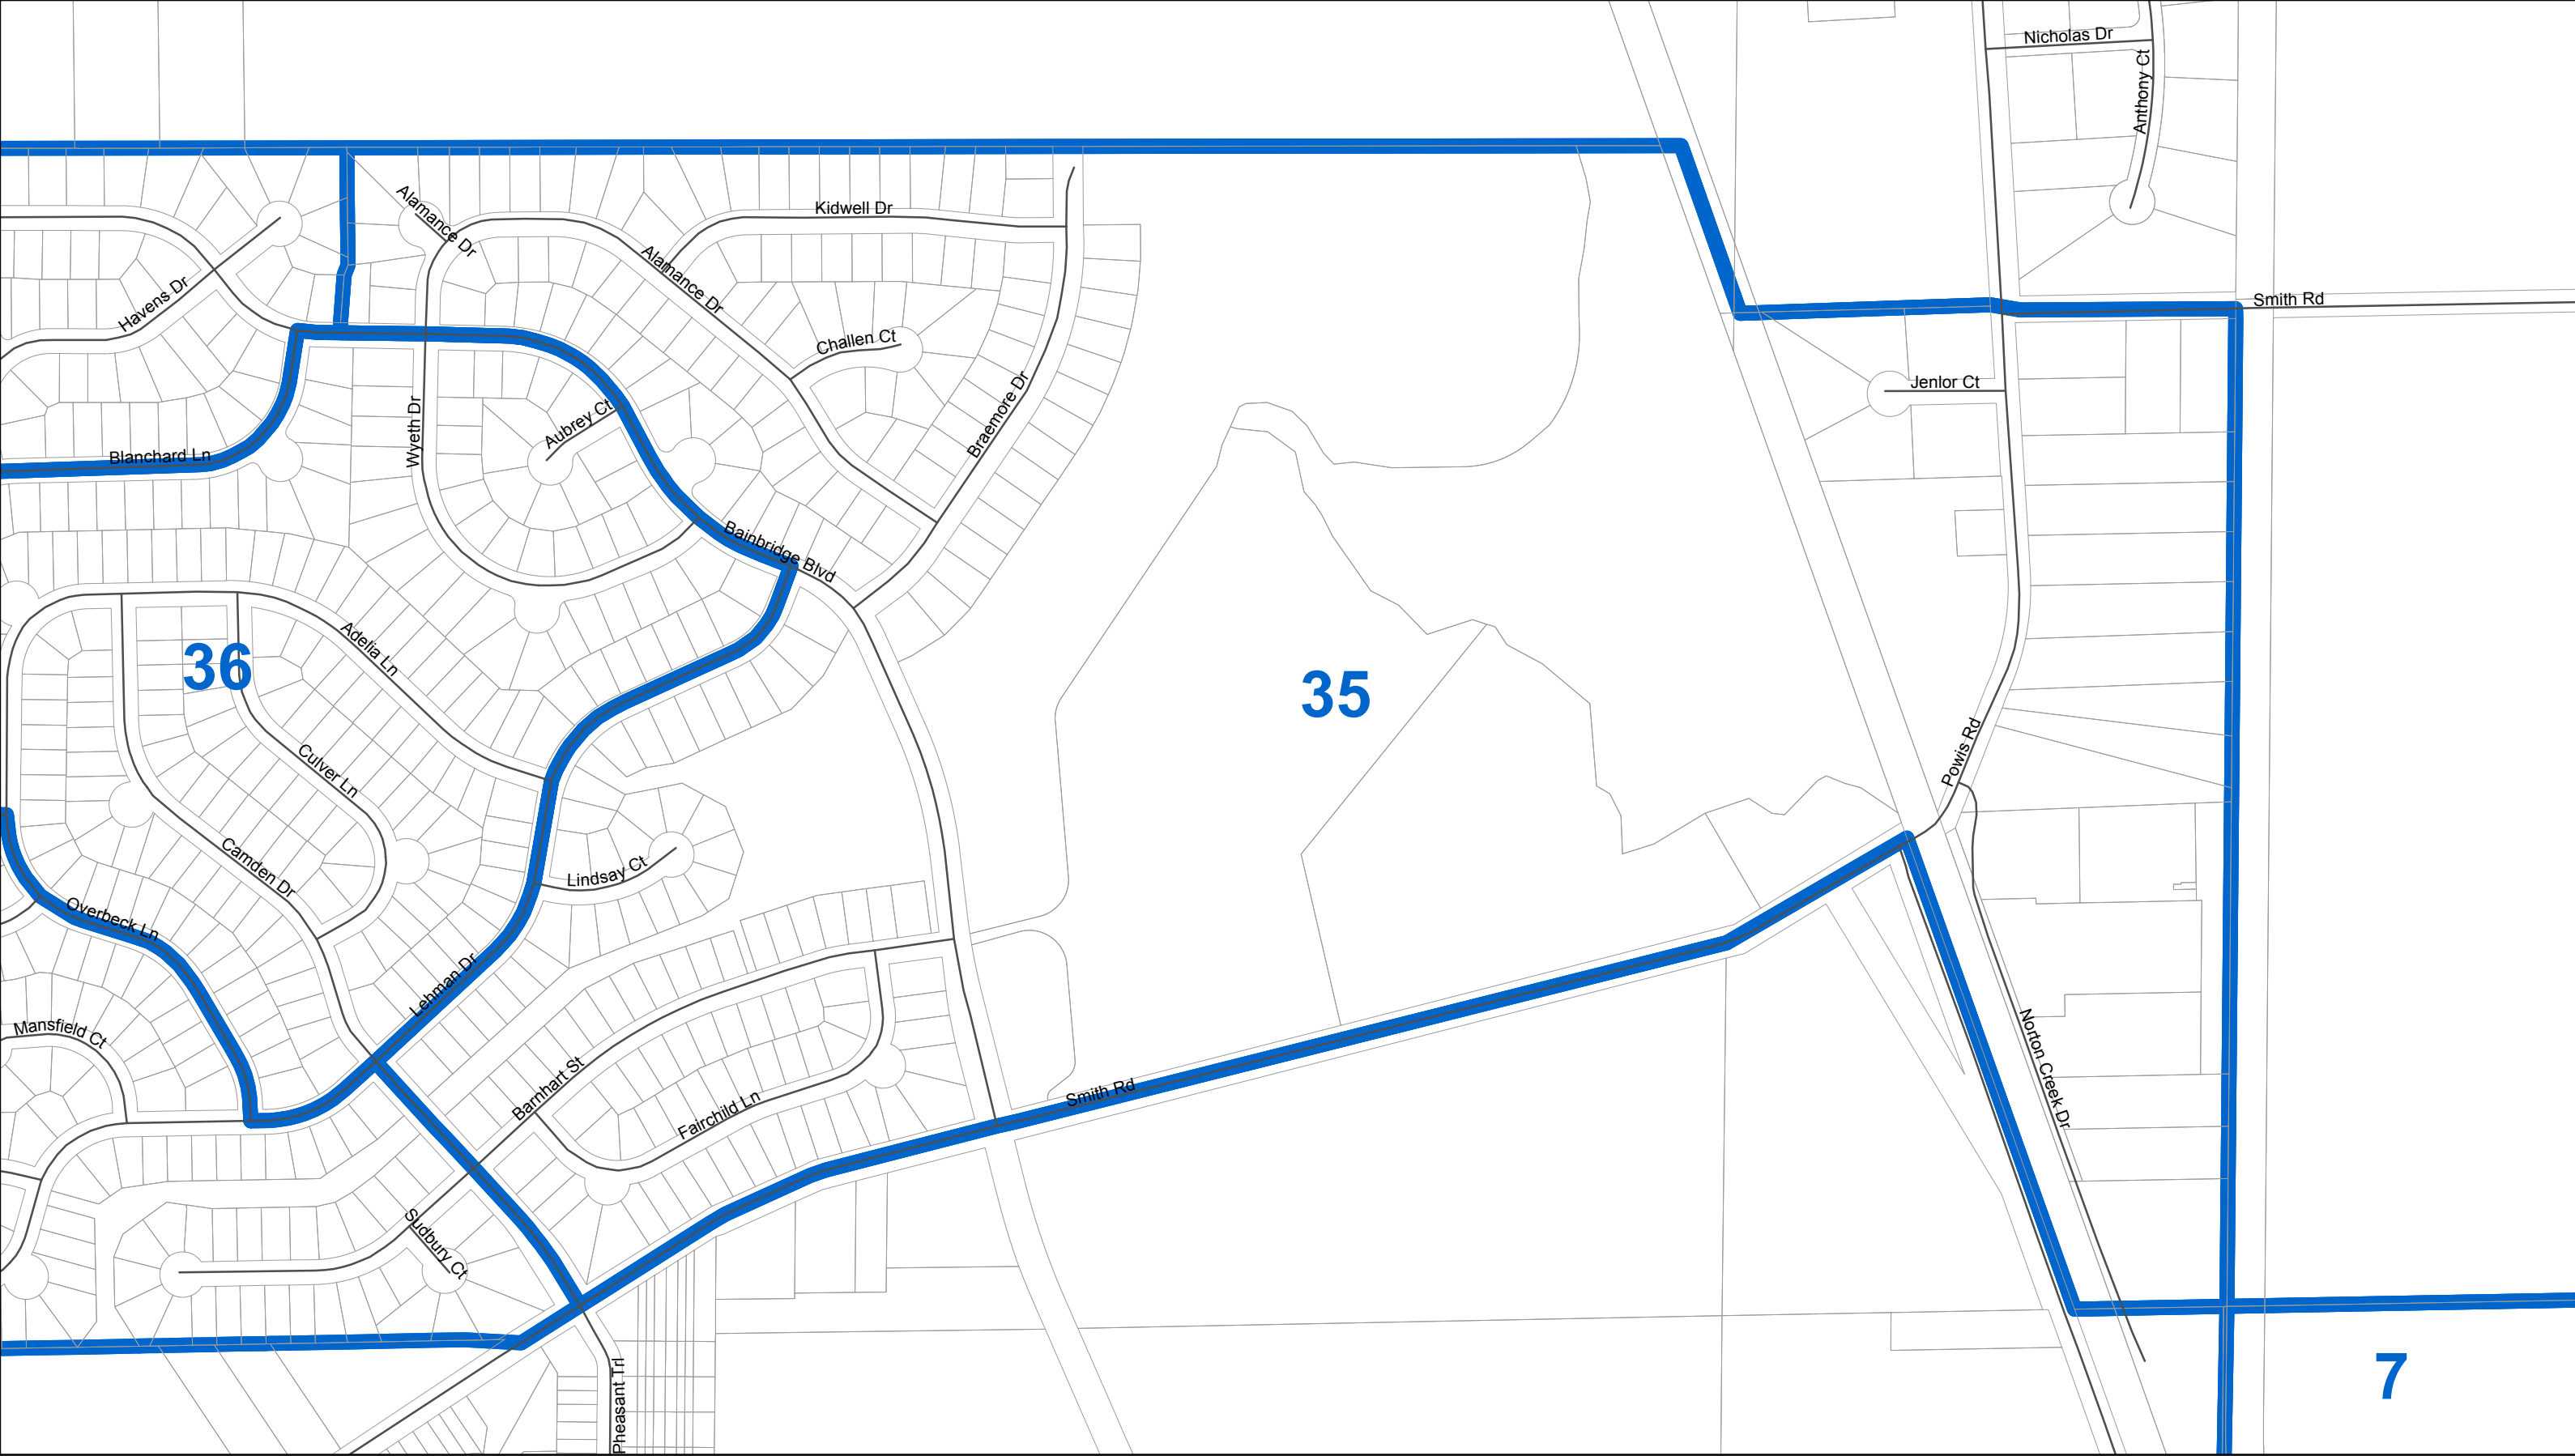 Nicholas Dr
Anthony Ct
Alamance Dr
Kidwell Dr
Alamance Dr
Havens Dr
Smith Rd
Challen Ct
Jenlor Ct
Braemore Dr
Wyeth Dr
Aubrey Ct
Blanchard Ln
Bainbridge Blvd
Adelia Ln
36
35
Powis Rd
Culver Ln
Camden Dr
Lindsay Ct
Overbeck Ln
Lehman Dr
Mansfield Ct
Barnhart St
Fairchild Ln
Smith Rd
Norton Creek Dr
Sudbury Ct
Pheasant Trl
7